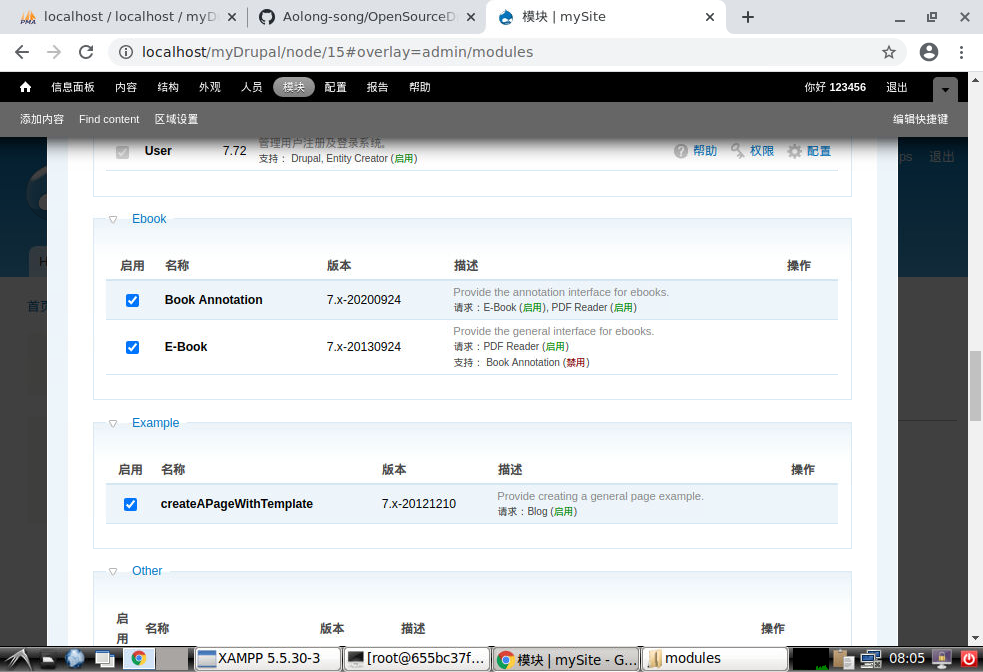 localhost / localhost / myD
Aolong-song/OpenSourceD
模块 | mySite
localhost/myDrupal/node/15#overlay=admin/modules
信息面板 内容 结构 外观 人员 模块 配置 报告 帮助 你好 123456 退出
添加内容 Find content 区域设置 编辑快捷键
管理用户注册及登录系统。
User 7.72 支持： Drupal, Entity Creator (启用) 帮助 权限 配置
退出
首页
Ebook
启用 名称 版本 描述 操作
Book Annotation 7.x-20200924 Provide the annotation interface for ebooks.
请求：E-Book (启用), PDF Reader (启用)
E-Book 7.x-20130924 Provide the general interface for ebooks.
请求：PDF Reader (启用)
支持： Book Annotation (禁用)
Example
启用 名称 版本 描述 操作
createAPageWithTemplate 7.x-20121210 Provide creating a general page example.
请求：Blog (启用)
Other
启用 名称 版本 描述 操作
XAMPP 5.5.30-3 [root@655bc37f... 模块 | mySite - G... modules 08:05